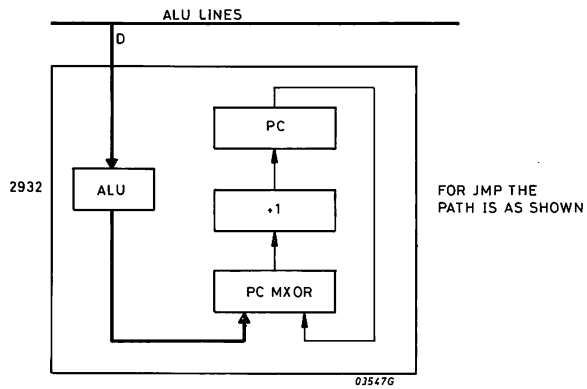 ALU LINES
D
PC
2932
ALU
FOR JMP THE
PATH IS AS SHOWN
+1
PC MXOR
03547G